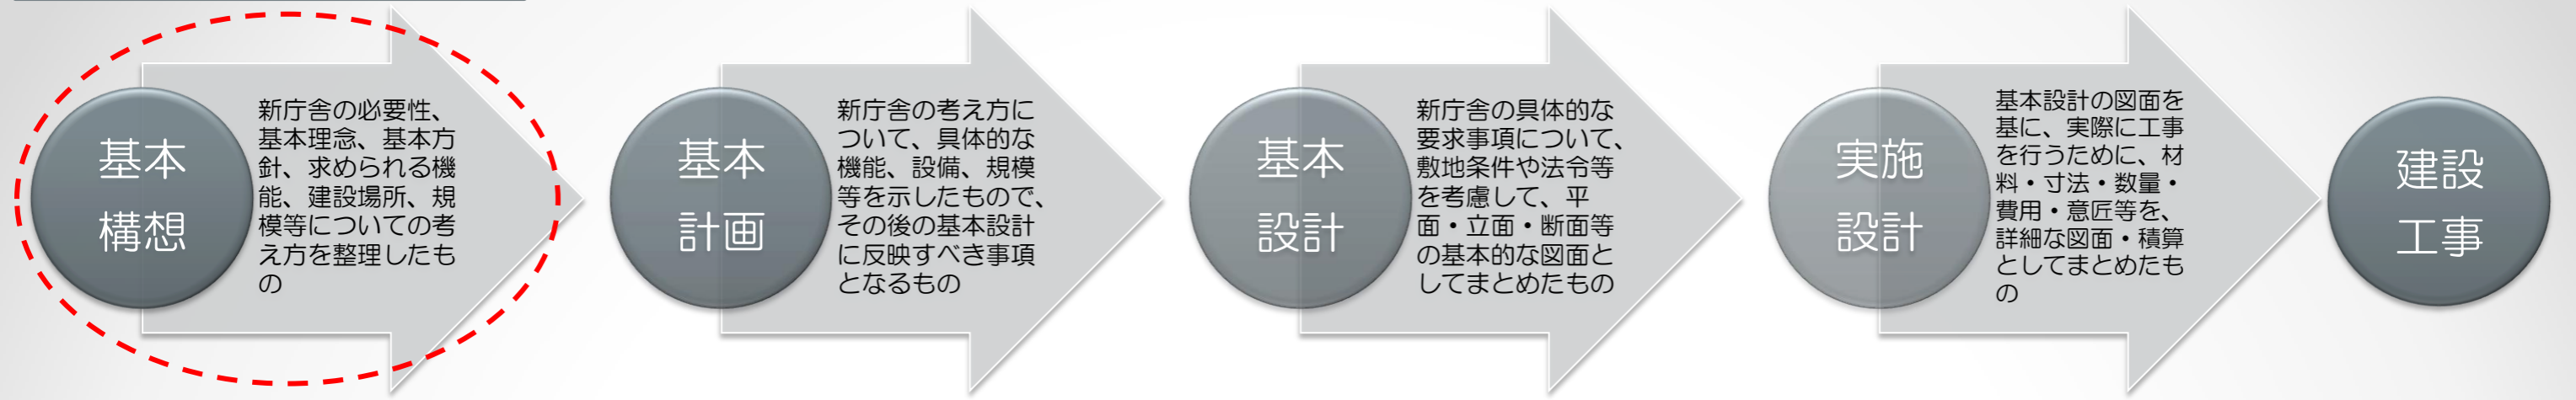 基本
構想
新庁舎の必要性、
基本理念、基本方
針、求められる機
能、建設場所、規
模等についての考
え方を整理したも
の
基本
計画
新庁舎の考え方に
ついて、具体的な
機能、設備、規模
等を示したもので、
その後の基本設計
に反映すべき事項
となるもの
基本
設計
新庁舎の具体的な
要求事項について、
敷地条件や法令等
を考慮して、平
面・立面・断面等
の基本的な図面と
してまとめたもの
実施
設計
基本設計の図面を
基に、実際に工事
を行うために、材
料・寸法・数量・
費用・意匠等を、
詳細な図面・積算
としてまとめたも
の
建設
工事